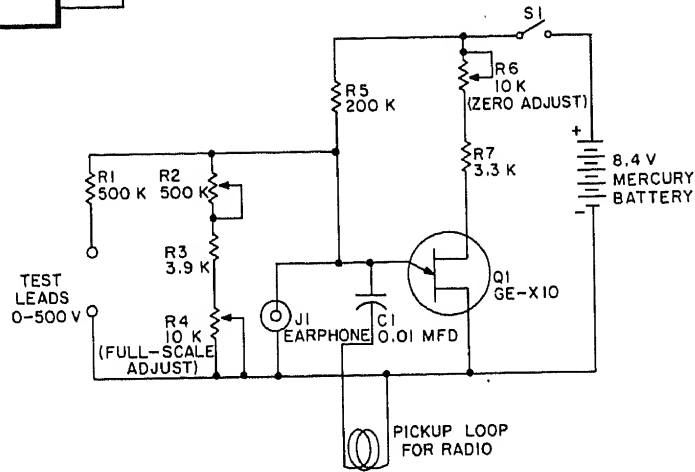 S1
R6
10 K
(ZERO ADJUST)
R5
200 K
R7
3.3 K
+
8.4 V
MERCURY
BATTERY
-
R1
500 K
R2
500 K
R3
3.9 K
TEST
LEADS
0-500 V
R4
10 K
(FULL-SCALE
ADJUST)
J1
EARPHONE
C1
0.01 MFD
Q1
GE-X10
PICKUP LOOP
FOR RADIO